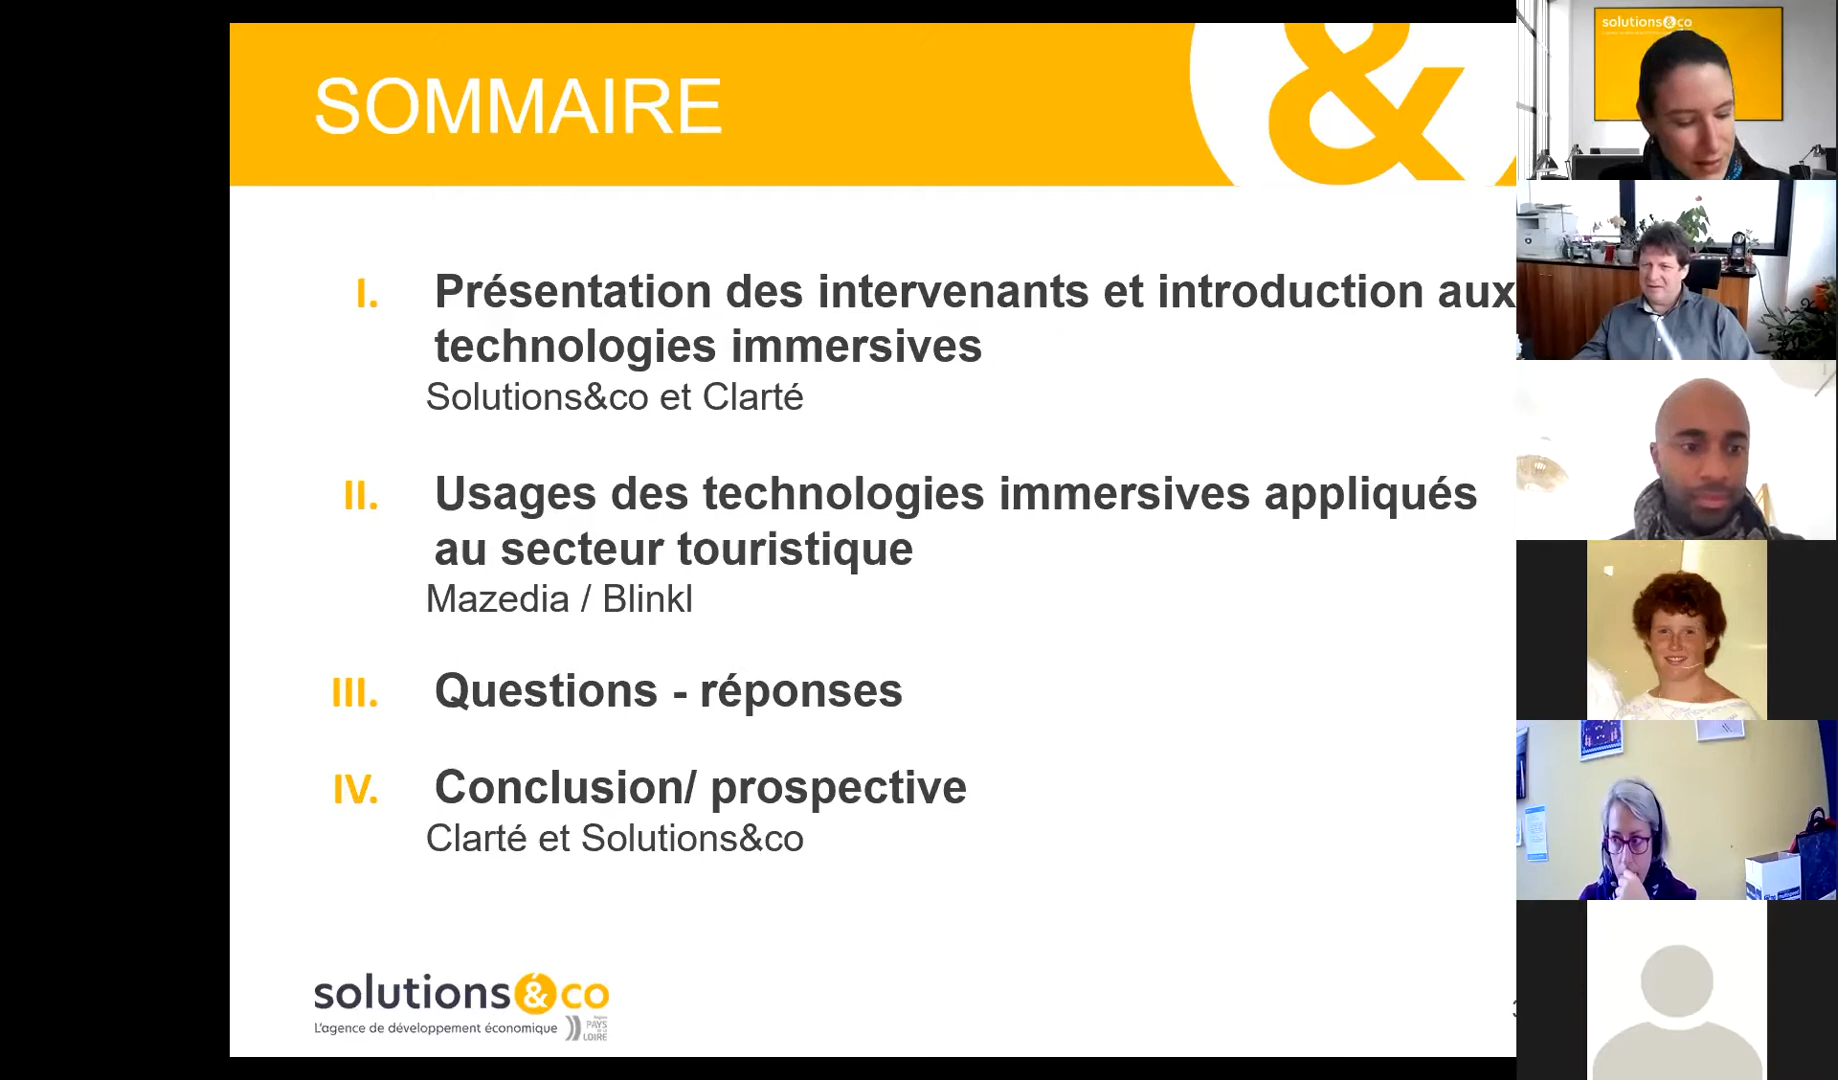 SOMMAIRE
&
I. Présentation des intervenants et introduction aux
technologies immersives
Solutions&co et Clarté
II. Usages des technologies immersives appliqués
au secteur touristique
Mazedia / Blinkl
III. Questions - réponses
IV. Conclusion/ prospective
Clarté et Solutions&co
solutions&co
L'agence de développement économique
PAYS
LOIRE
solutions&co